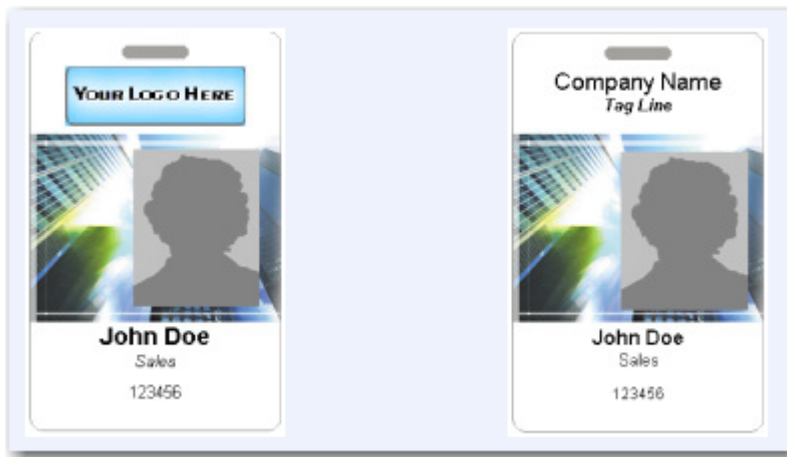 YOUR LOGO HERE
John Doe
Sales
123456
Company Name
Tag Line
John Doe
Sales
123456